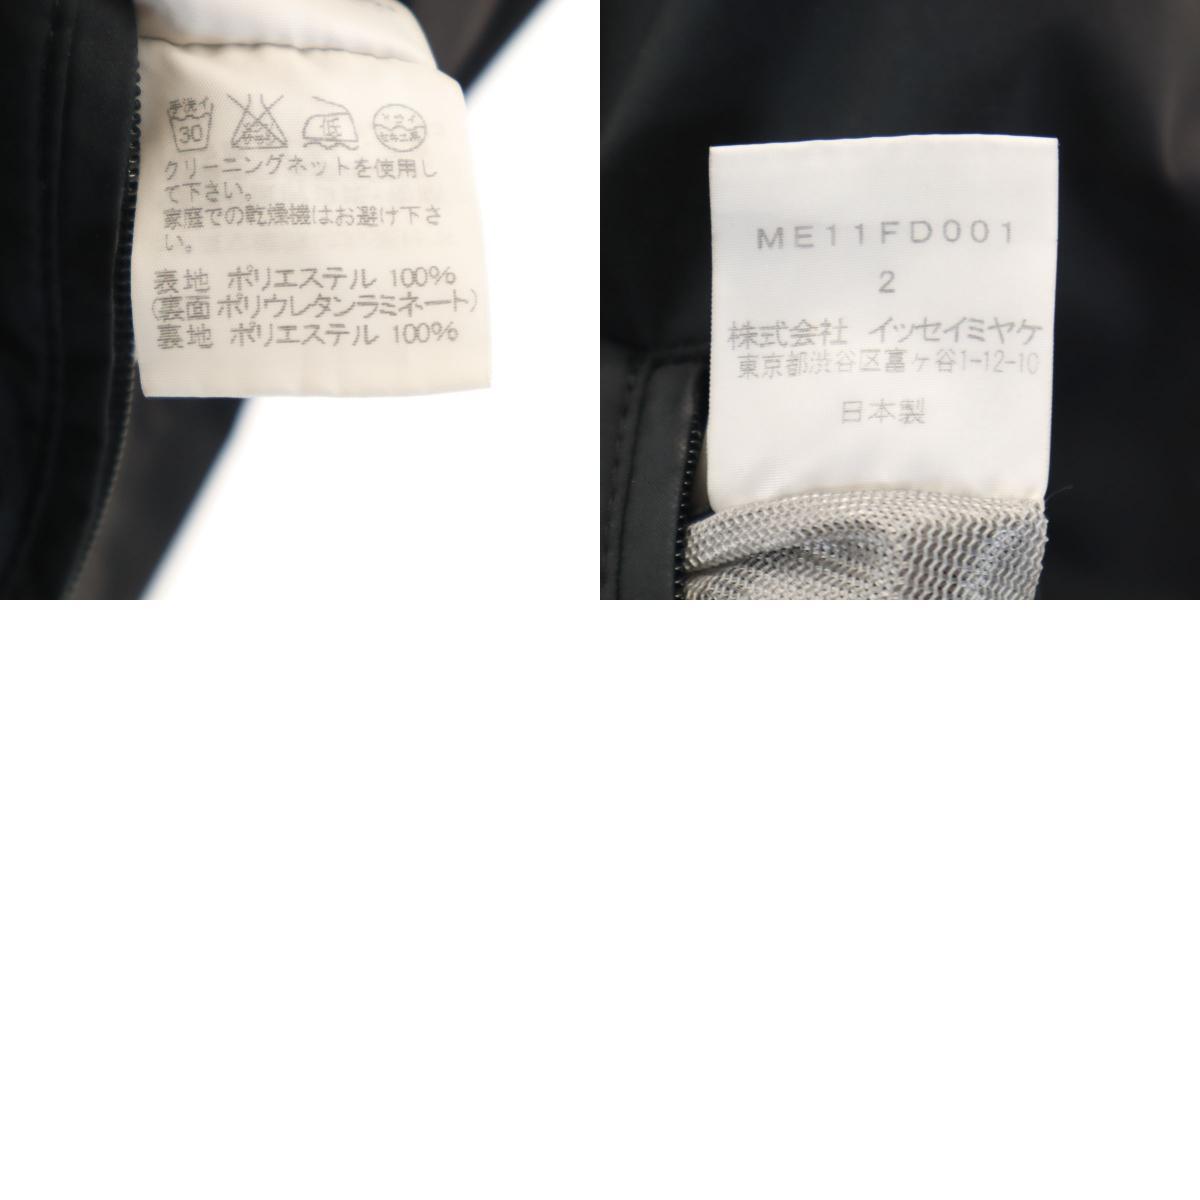 手洗イ
30
低
ドライ
セキユ系
クリーニングネットを使用し
て下さい。
家庭での乾燥機はお避け下さ
い。
表地 ポリエステル 100%
(裏面 ポリウレタンラミネート)
裏地 ポリエステル 100%
ME11FD001
2
株式会社 イッセイミヤケ
東京都渋谷区富ヶ谷1-12-10
日本製